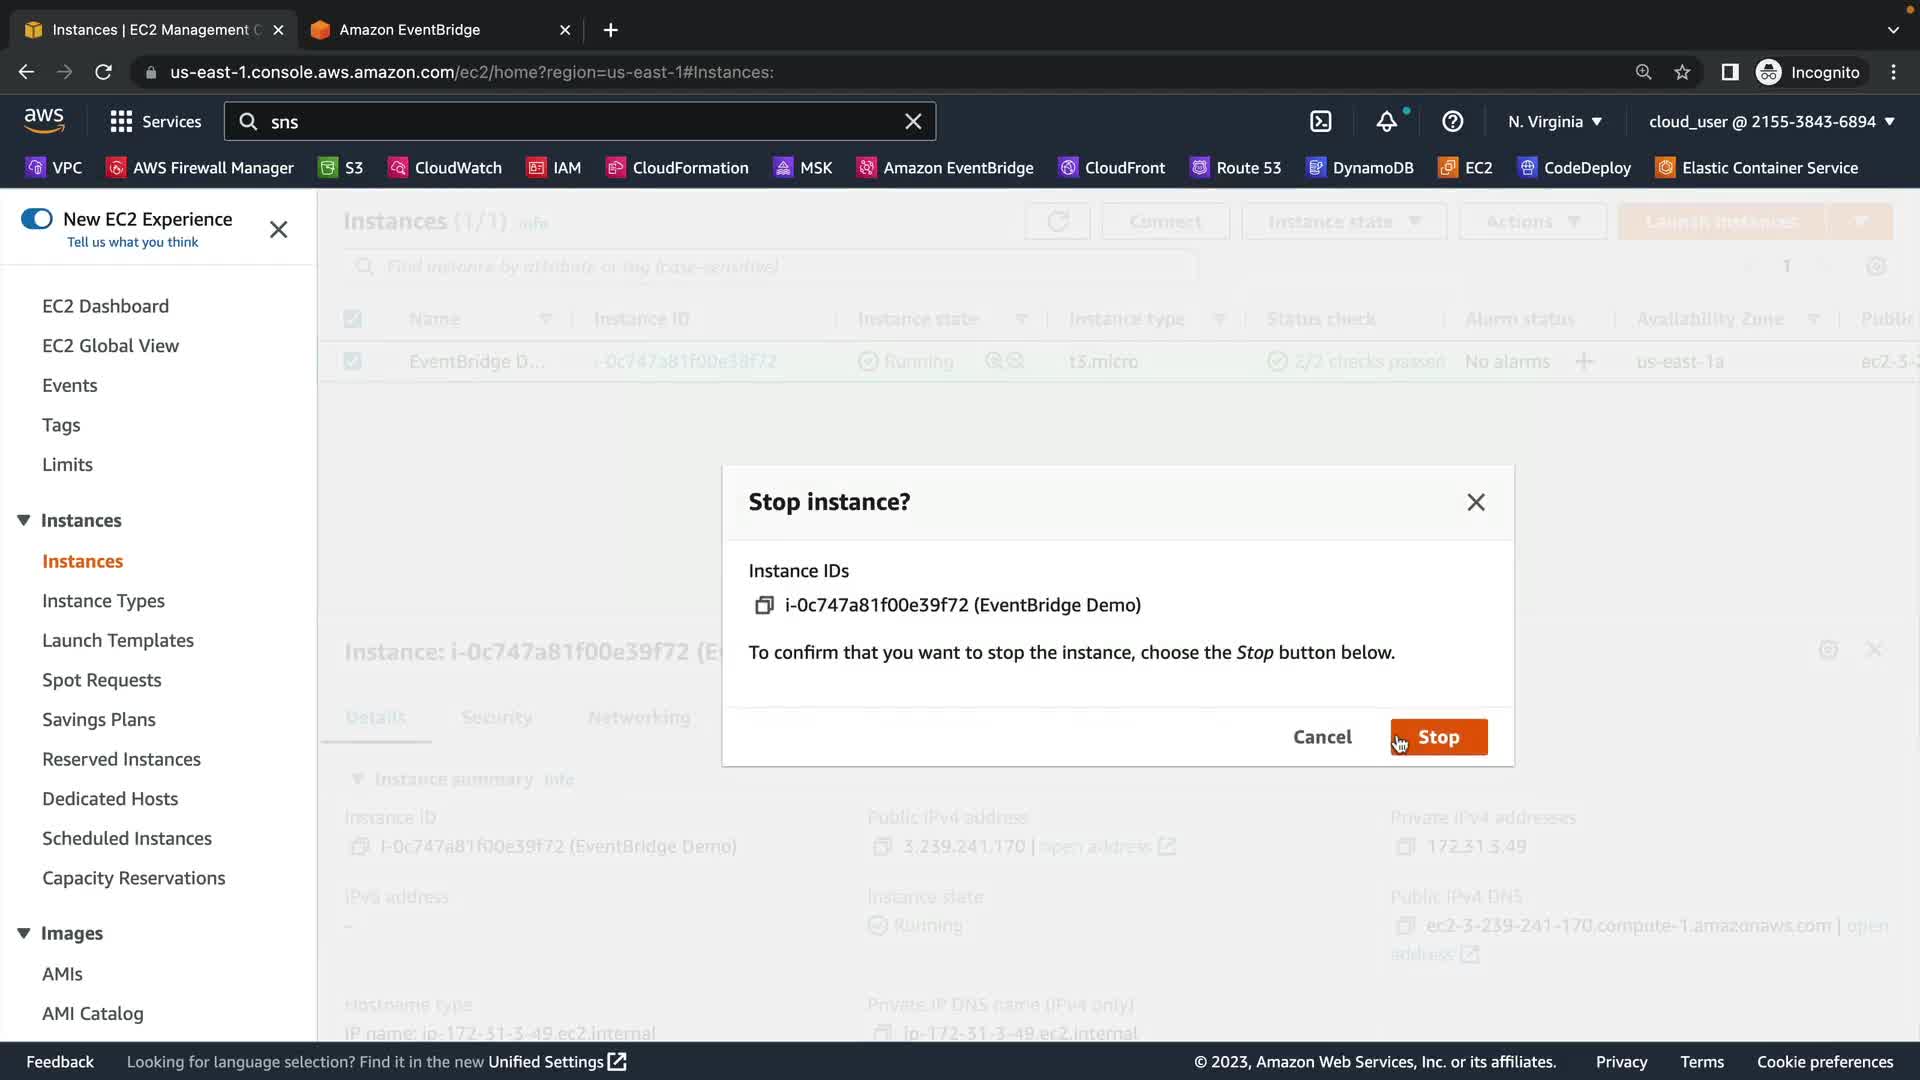 Instances | EC2 Management C
Amazon EventBridge
us-east-1.console.aws.amazon.com/ec2/home?region=us-east-1#Instances:
Incognito
aws
Services
sns
N. Virginia
cloud_user @ 2155-3843-6894
VPC
AWS Firewall Manager
S3
CloudWatch
IAM
CloudFormation
MSK
Amazon EventBridge
CloudFront
Route 53
DynamoDB
EC2
CodeDeploy
Elastic Container Service
New EC2 Experience
Tell us what you think
EC2 Dashboard
EC2 Global View
Events
Tags
Limits
Instances
Instances
Instance Types
Launch Templates
Spot Requests
Savings Plans
Reserved Instances
Dedicated Hosts
Scheduled Instances
Capacity Reservations
Images
AMIs
AMI Catalog
Instances (1/1) Info
Connect
Instance state
Actions
Launch instances
Find instance by attribute or tag (case-sensitive)
1
Name
Instance ID
Instance state
Instance type
Status check
Alarm status
Availability Zone
Public
EventBridge D...
i-0c747a81f00e39f72
Running
t3.micro
2/2 checks passed
No alarms
us-east-1a
ec2-3-2
Stop instance?
Instance IDs
i-0c747a81f00e39f72 (EventBridge Demo)
To confirm that you want to stop the instance, choose the Stop button below.
Cancel
Stop
Instance: i-0c747a81f00e39f72 (E
Details
Security
Networking
Instance summary Info
Instance ID
i-0c747a81f00e39f72 (EventBridge Demo)
Public IPv4 address
3.239.241.170 | open address
Private IPv4 addresses
172.31.3.49
IPv6 address
–
Instance state
Running
Public IPv4 DNS
ec2-3-239-241-170.compute-1.amazonaws.com | open
address
Hostname type
IP name: ip-172-31-3-49.ec2.internal
Private IP DNS name (IPv4 only)
ip-172-31-3-49.ec2.internal
Feedback
Looking for language selection? Find it in the new Unified Settings
© 2023, Amazon Web Services, Inc. or its affiliates.
Privacy
Terms
Cookie preferences